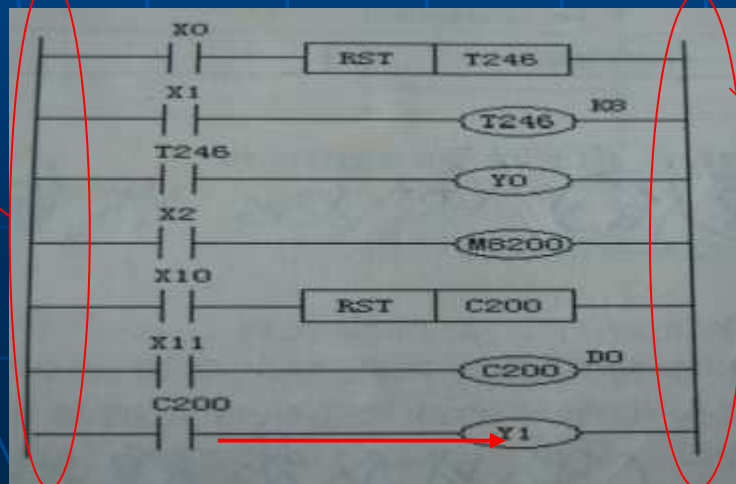 X0
RST T246
X1
T246 K8
T246
Y0
X2
M8200
X10
RST C200
X11
C200 D0
C200
Y1